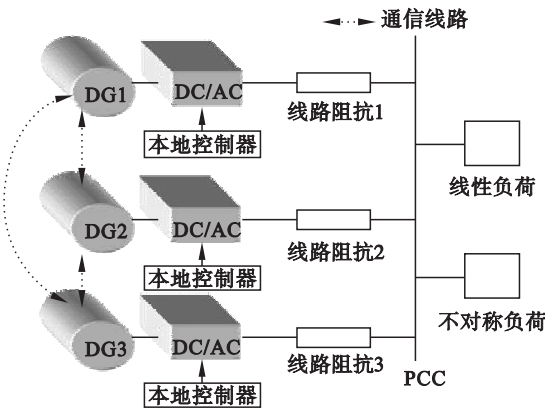 通信线路
DG1
DC/AC
本地控制器
线路阻抗1
线性负荷
DG2
DC/AC
本地控制器
线路阻抗2
不对称负荷
DG3
DC/AC
本地控制器
线路阻抗3
PCC